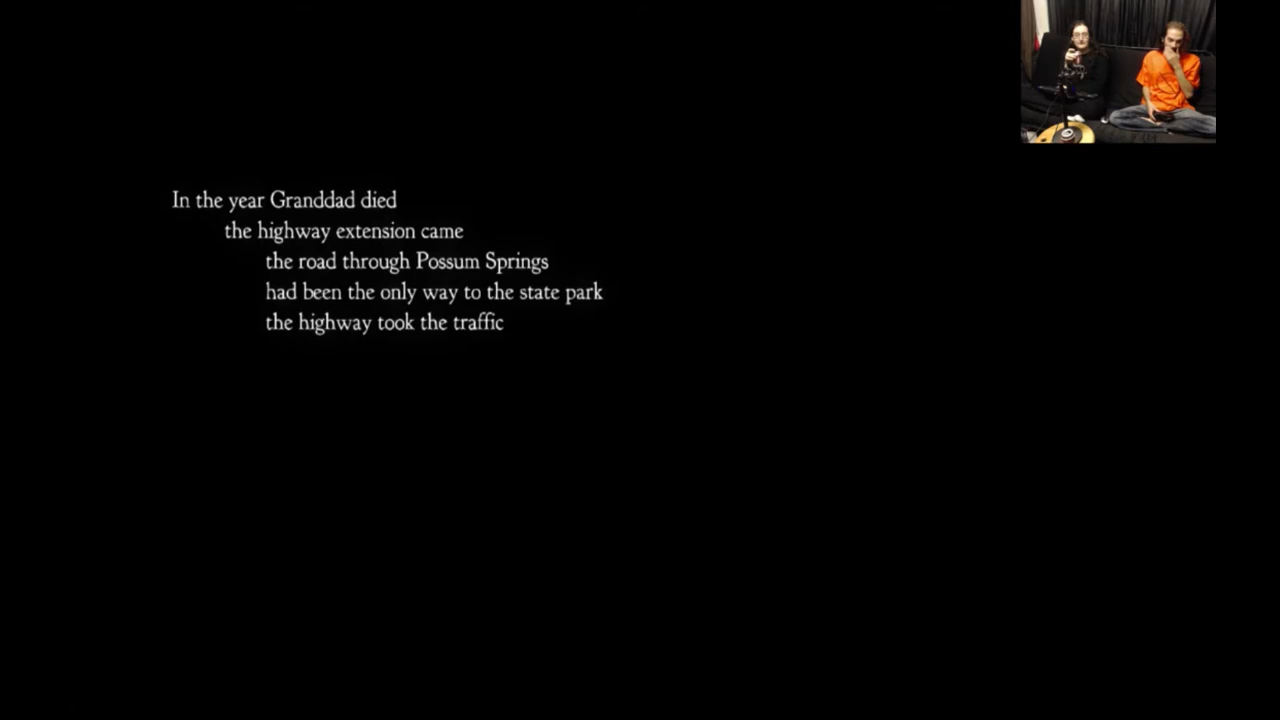 In the year Granddad died
the highway extension came
the road through Possum Springs
had been the only way to the state park
the highway took the traffic